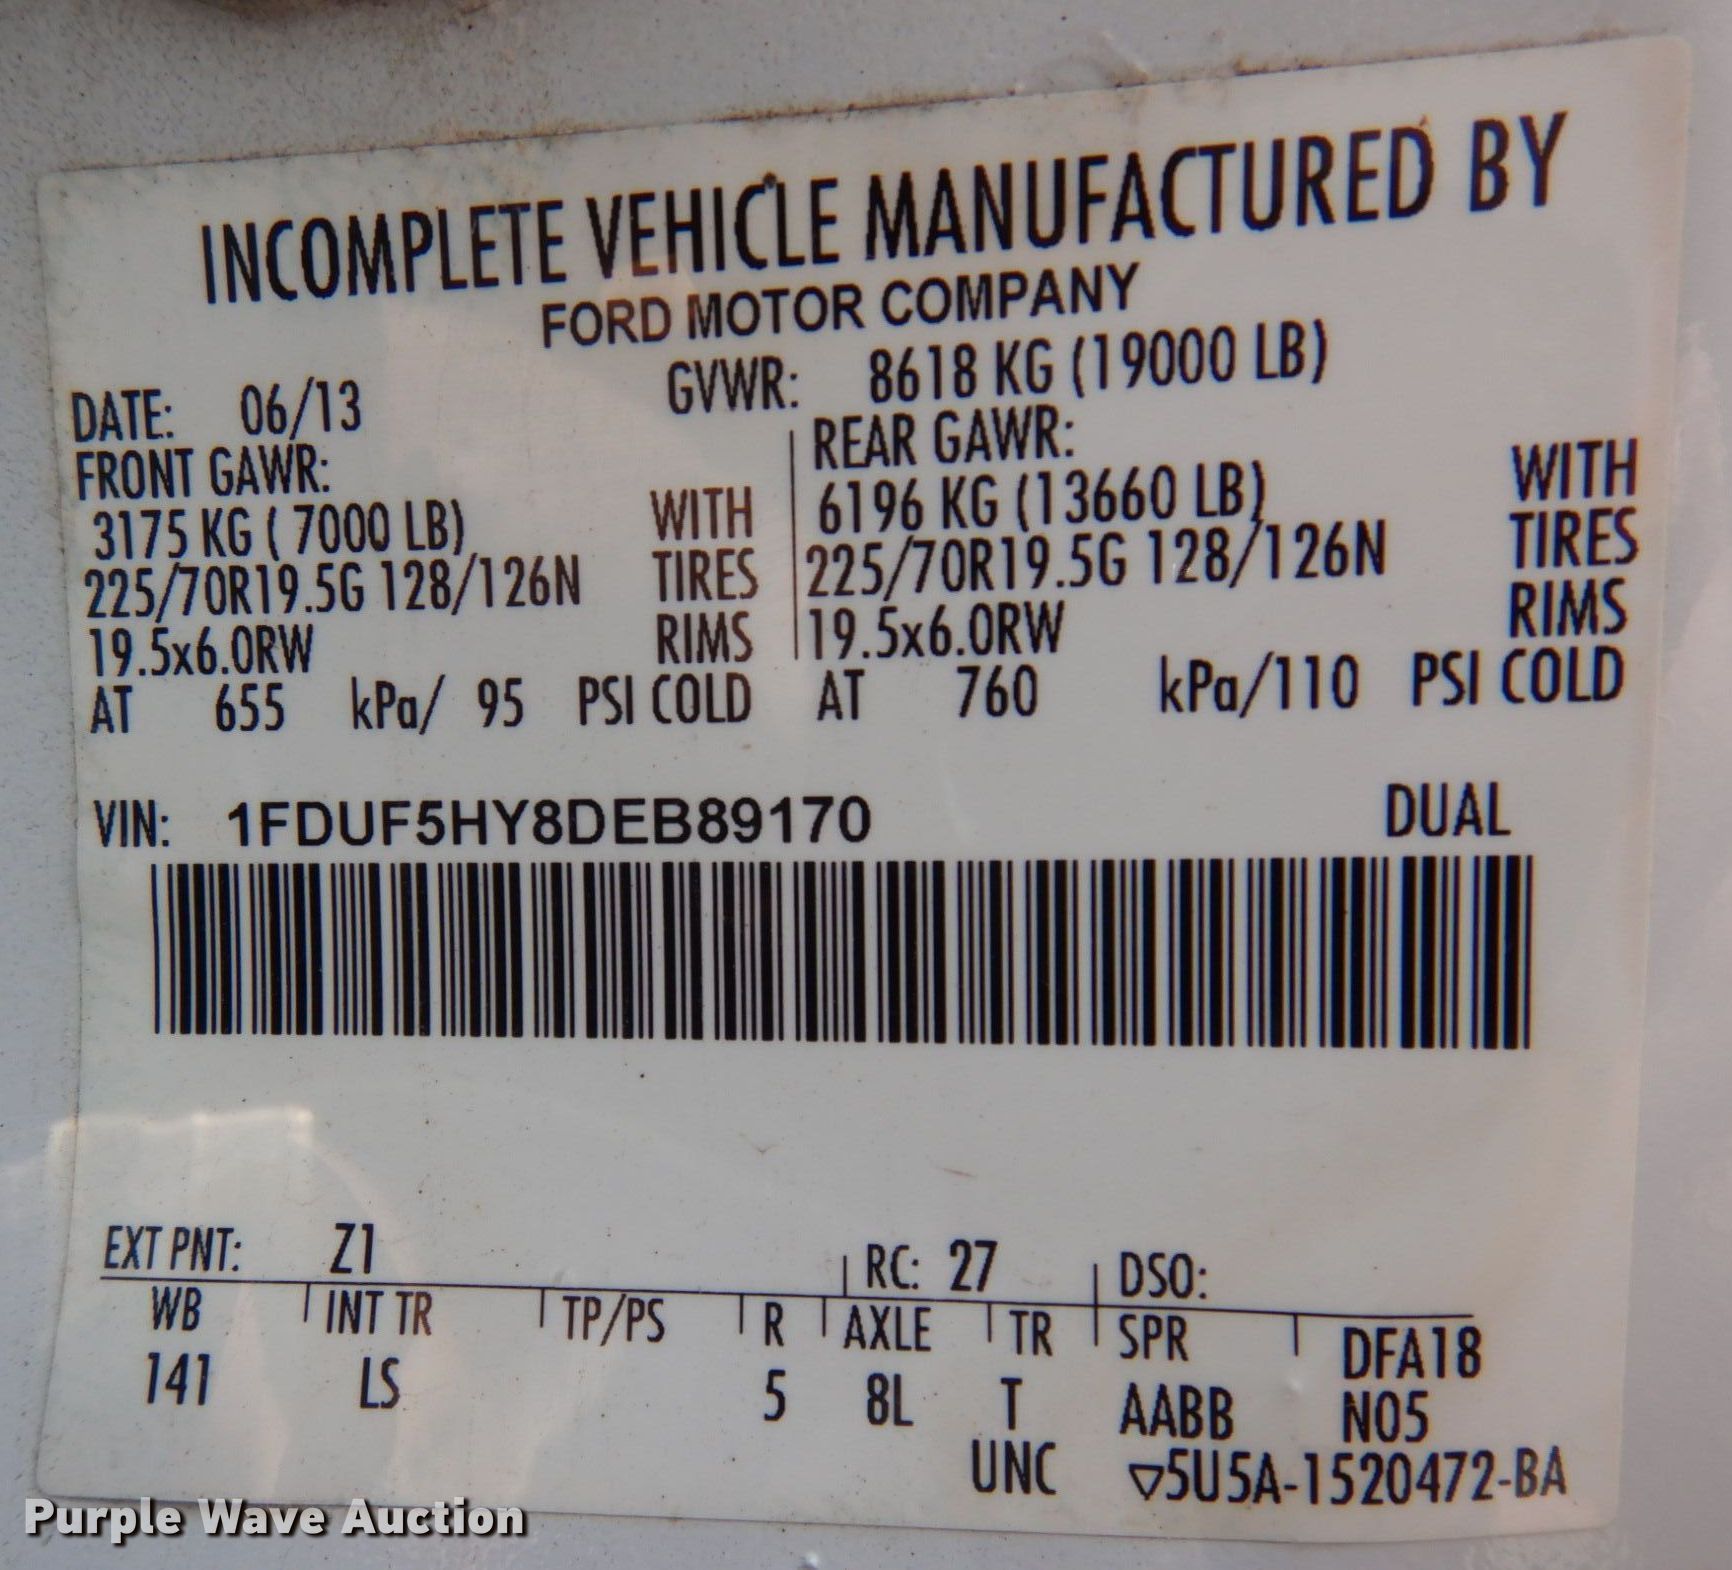 INCOMPLETE VEHICLE MANUFACTURED BY
FORD MOTOR COMPANY
DATE: 06/13 GVWR: 8618 KG (19000 LB)
FRONT GAWR: REAR GAWR:
3175 KG ( 7000 LB) WITH 6196 KG (13660 LB) WITH
225/70R19.5G 128/126N TIRES 225/70R19.5G 128/126N TIRES
19.5x6.0RW RIMS 19.5x6.0RW RIMS
AT 655 kPa/ 95 PSI COLD AT 760 kPa/110 PSI COLD
VIN: 1FDUF5HY8DEB89170 DUAL
EXT PNT: Z1 RC: 27 DSO:
WB INT TR TP/PS R AXLE TR SPR DFA18
141 LS 5 8L T AABB N05
UNC ▽5U5A-1520472-BA
Purple Wave Auction